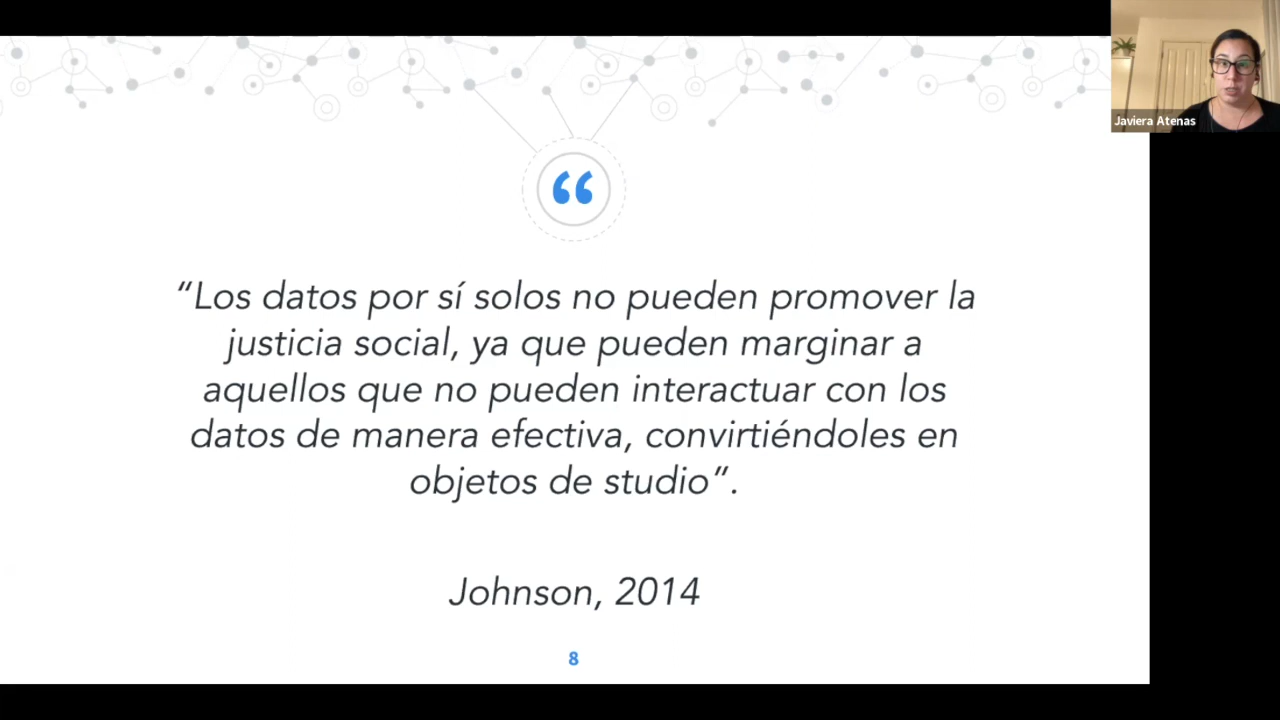 “
“Los datos por sí solos no pueden promover la
justicia social, ya que pueden marginar a
aquellos que no pueden interactuar con los
datos de manera efectiva, convirtiéndoles en
objetos de studio”.
Johnson, 2014
8
Javiera Atenas